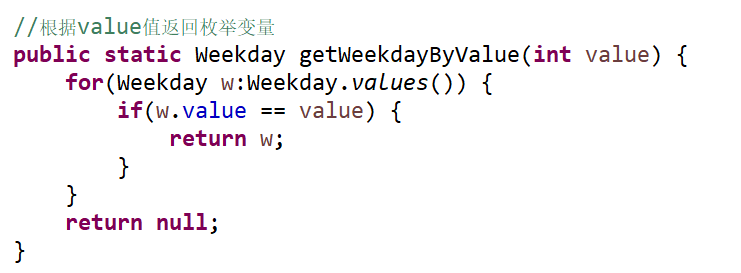 //根据value值返回枚举变量
public static Weekday getWeekdayByValue(int value) {
    for(Weekday w:Weekday.values()) {
        if(w.value == value) {
            return w;
        }
    }
    return null;
}